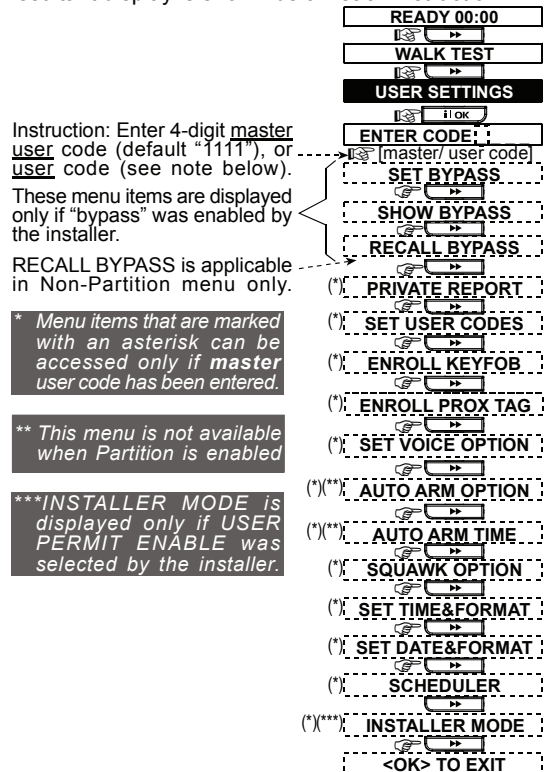 READY 00:00
WALK TEST
USER SETTINGS
i I OK
ENTER CODE
[master/ user code]
Instruction: Enter 4-digit master
user code (default "1111"), or
user code (see note below).
These menu items are displayed
only if "bypass" was enabled by
the installer.
RECALL BYPASS is applicable
in Non-Partition menu only.
* Menu items that are marked
with an asterisk can be
accessed only if master
user code has been entered.
** This menu is not available
when Partition is enabled
***INSTALLER MODE is
displayed only if USER
PERMIT ENABLE was
selected by the installer.
SET BYPASS
SHOW BYPASS
RECALL BYPASS
(*) PRIVATE REPORT
(*) SET USER CODES
(*) ENROLL KEYFOB
(*) ENROLL PROX TAG
(*) SET VOICE OPTION
(*)(**) AUTO ARM OPTION
(*)(**) AUTO ARM TIME
(*) SQUAWK OPTION
(*) SET TIME&FORMAT
(*) SET DATE&FORMAT
(*) SCHEDULER
(*)(***) INSTALLER MODE
<OK> TO EXIT